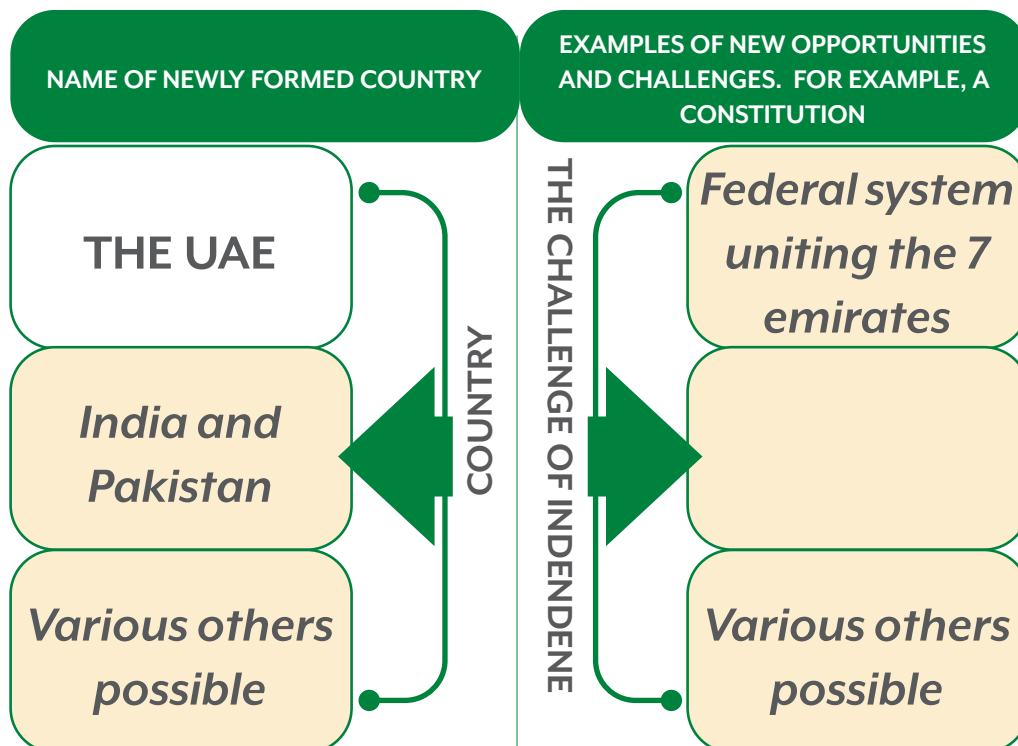 NAME OF NEWLY FORMED COUNTRY
EXAMPLES OF NEW OPPORTUNITIES
AND CHALLENGES.  FOR EXAMPLE, A
CONSTITUTION
THE UAE
COUNTRY
THE CHALLENGE OF INDENDENE
Federal system
uniting the 7
emirates
India and
Pakistan
Various others
possible
Various others
possible